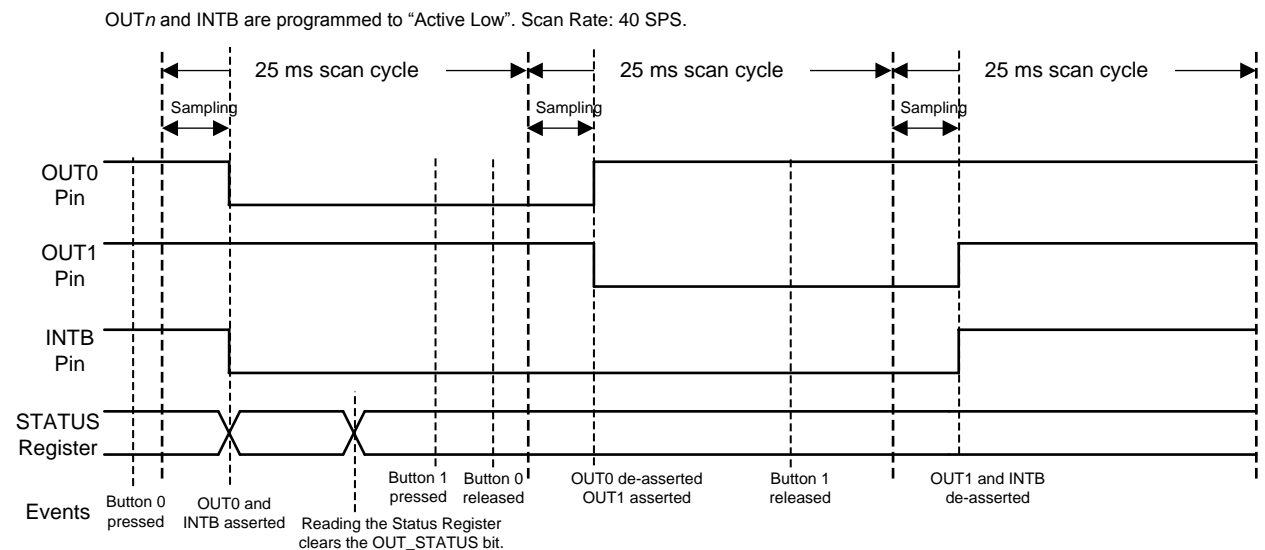 OUTn and INTB are programmed to “Active Low”. Scan Rate: 40 SPS.
25 ms scan cycle
25 ms scan cycle
25 ms scan cycle
Sampling
Sampling
Sampling
OUT0
Pin
OUT1
Pin
INTB
Pin
STATUS
Register
Events
Button 0
pressed
OUT0 and
INTB asserted
Reading the Status Register
clears the OUT_STATUS bit.
Button 1
pressed
Button 0
released
OUT0 de-asserted
OUT1 asserted
Button 1
released
OUT1 and INTB
de-asserted